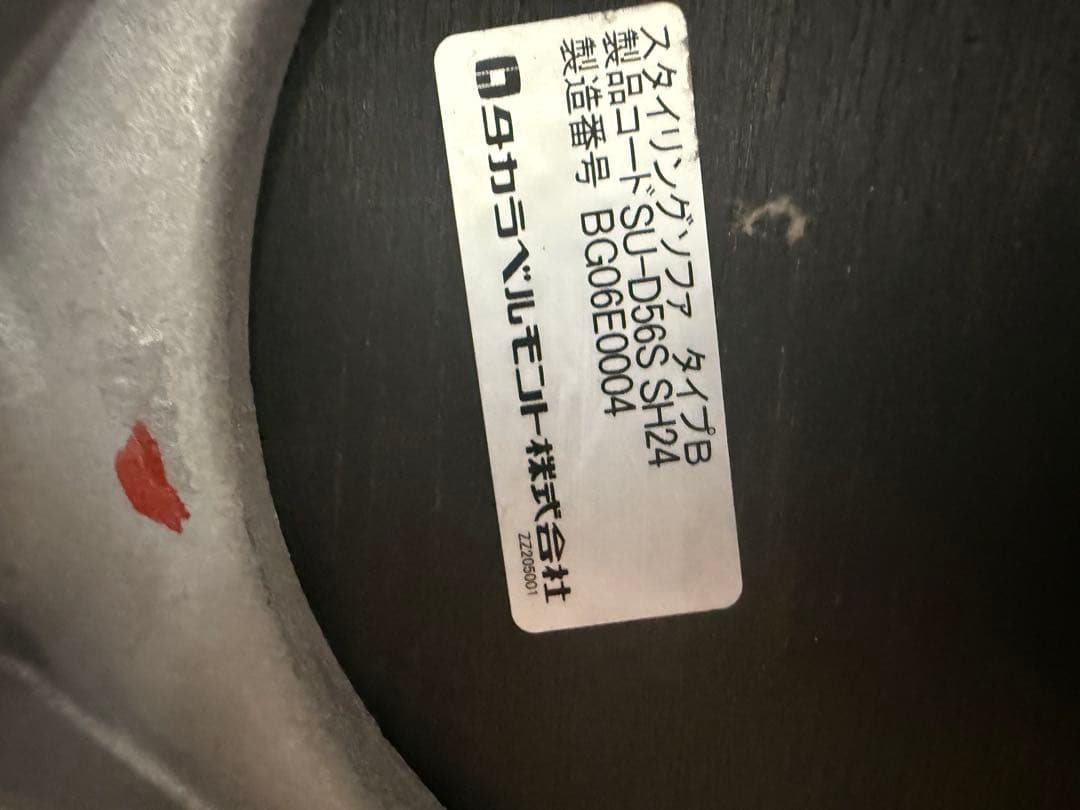 スタイリングソファ タイプB
製品コードSU-D56S SH24
製造番号 BG06E0004
タカラベルモント株式会社
ZZ205001